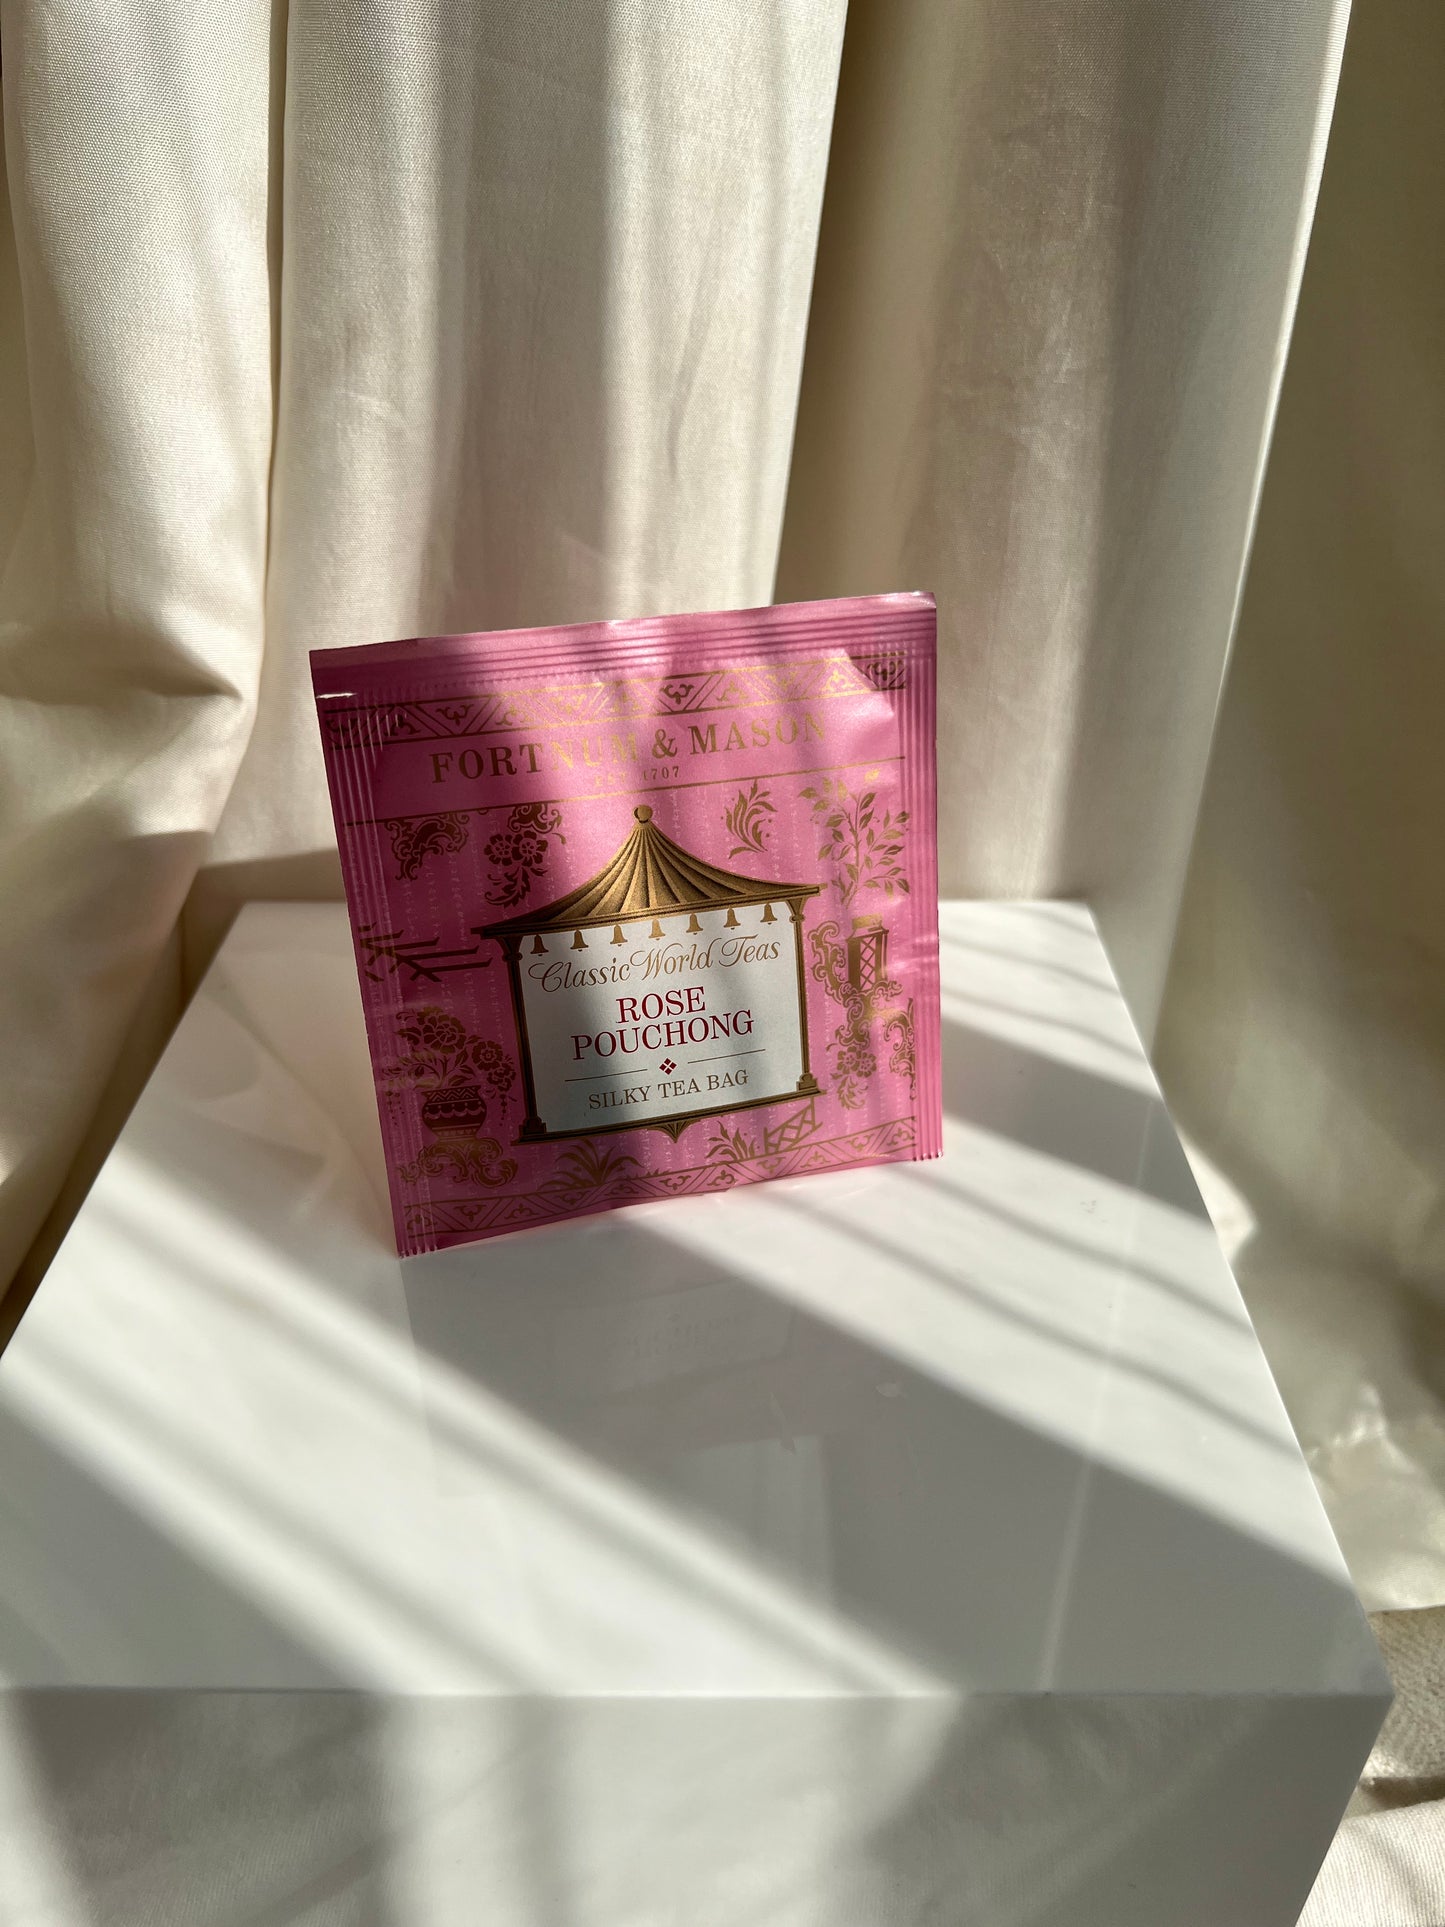 FORTNUM & MASON
EST 1707
Classic World Teas
ROSE
POUCHONG
SILKY TEA BAG